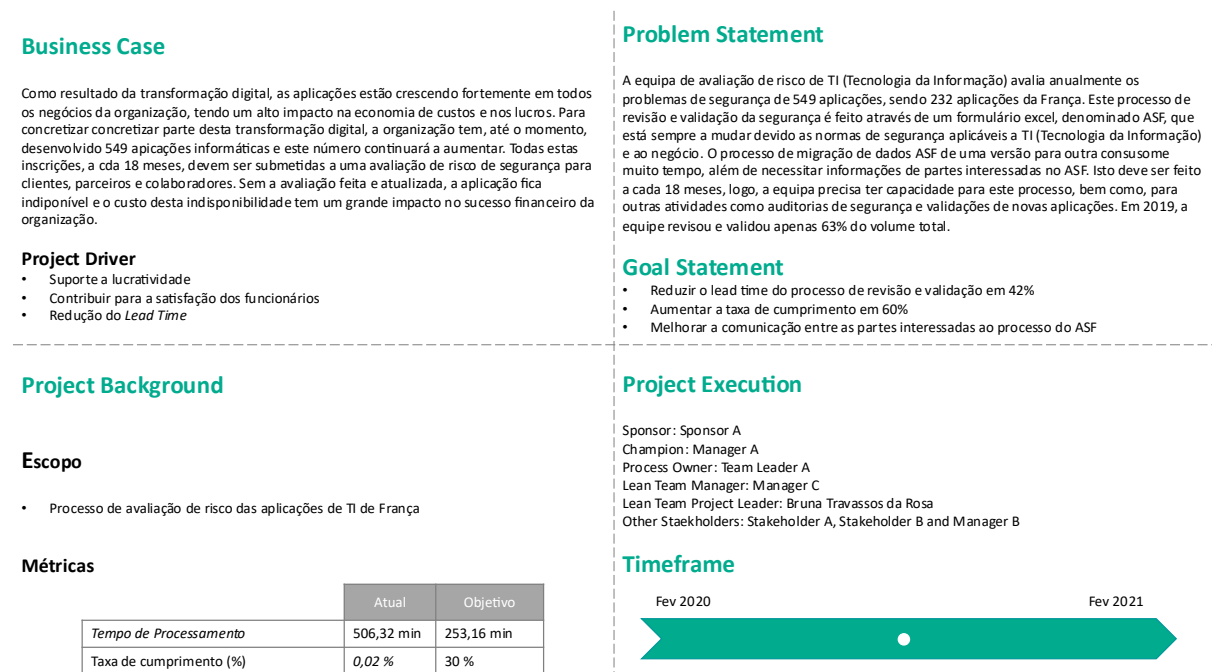 Business Case
Como resultado da transformação digital, as aplicações estão crescendo fortemente em todos
os negócios da organização, tendo um alto impacto na economia de custos e nos lucros. Para
concretizar concretizar parte desta transformação digital, a organização tem, até o momento,
desenvolvido 549 apicações informáticas e este número continuará a aumentar. Todas estas
inscrições, a cda 18 meses, devem ser submetidas a uma avaliação de risco de segurança para
clientes, parceiros e colaboradores. Sem a avaliação feita e atualizada, a aplicação fica
indiponível e o custo desta indisponibilidade tem um grande impacto no sucesso financeiro da
organização.
Project Driver
• Suporte a lucratividade
• Contribuir para a satisfação dos funcionários
• Redução do Lead Time
Problem Statement
A equipa de avaliação de risco de TI (Tecnologia da Informação) avalia anualmente os
problemas de segurança de 549 aplicações, sendo 232 aplicações da França. Este processo de
revisão e validação da segurança é feito através de um formulário excel, denominado ASF, que
está sempre a mudar devido as normas de segurança aplicáveis a TI (Tecnologia da Informação)
e ao negócio. O processo de migração de dados ASF de uma versão para outra consusome
muito tempo, além de necessitar informações de partes interessadas no ASF. Isto deve ser feito
a cada 18 meses, logo, a equipa precisa ter capacidade para este processo, bem como, para
outras atividades como auditorias de segurança e validações de novas aplicações. Em 2019, a
equipe revisou e validou apenas 63% do volume total.
Goal Statement
• Reduzir o lead time do processo de revisão e validação em 42%
• Aumentar a taxa de cumprimento em 60%
• Melhorar a comunicação entre as partes interessadas ao processo do ASF
Project Background
Escopo
• Processo de avaliação de risco das aplicações de TI de França
Métricas
Atual Objetivo
Tempo de Processamento 506,32 min 253,16 min
Taxa de cumprimento (%) 0,02 % 30 %
Project Execution
Sponsor: Sponsor A
Champion: Manager A
Process Owner: Team Leader A
Lean Team Manager: Manager C
Lean Team Project Leader: Bruna Travassos da Rosa
Other Staekholders: Stakeholder A, Stakeholder B and Manager B
Timeframe
Fev 2020 Fev 2021